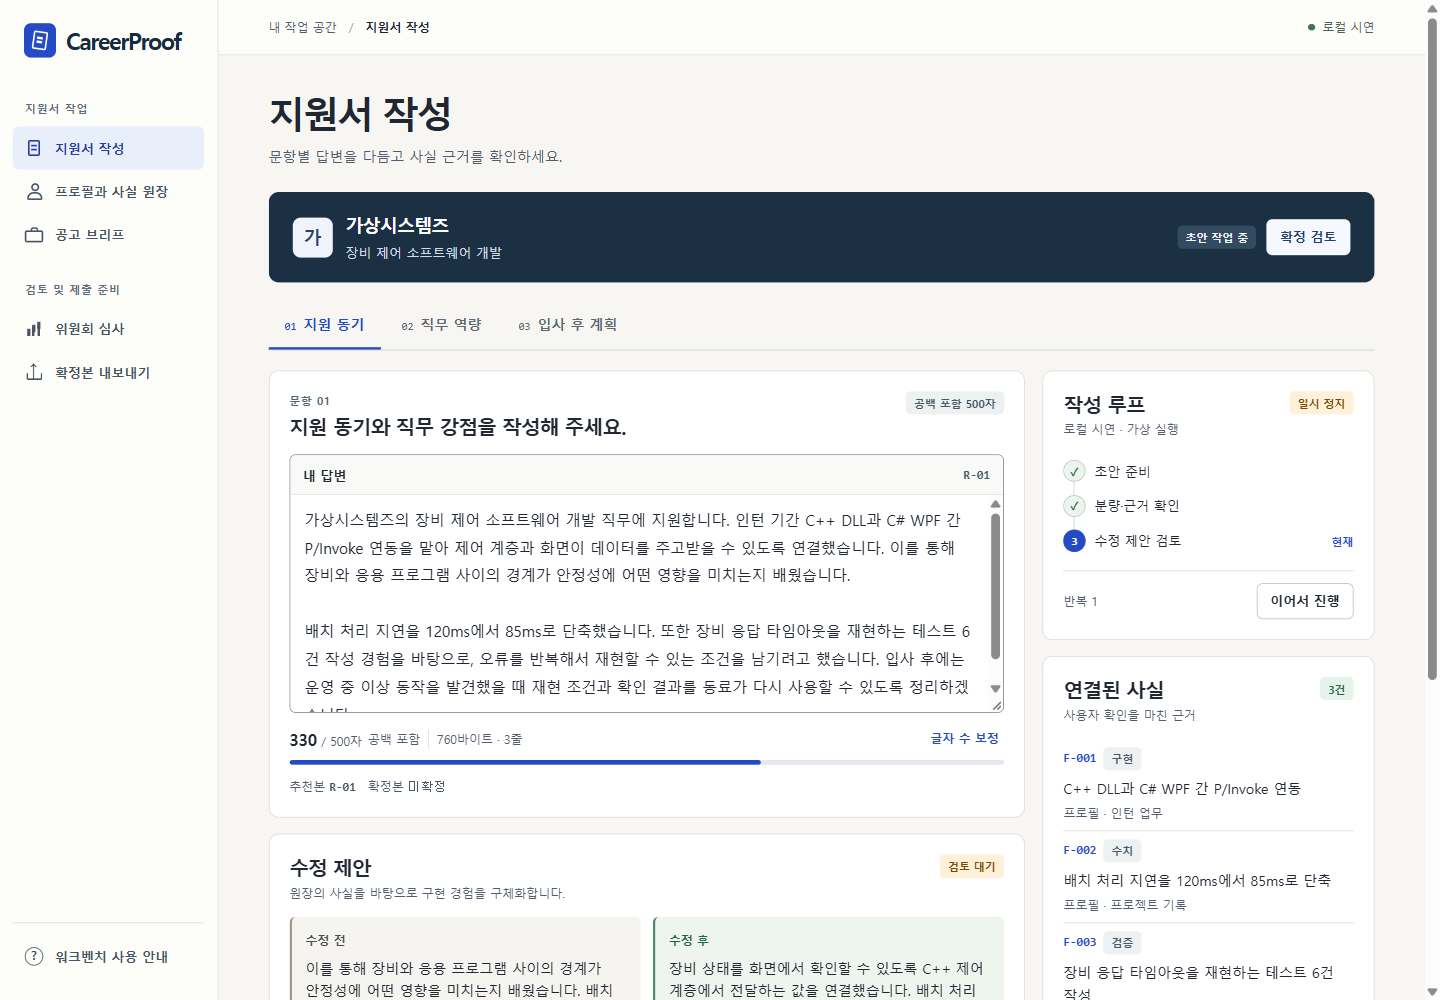 CareerProof
지원서 작업
지원서 작성
프로필과 사실 원장
공고 브리프
검토 및 제출 준비
위원회 심사
확정본 내보내기
? 워크벤치 사용 안내
내 작업 공간 / 지원서 작성
로컬 시연
지원서 작성
문항별 답변을 다듬고 사실 근거를 확인하세요.
가
가상시스템즈
장비 제어 소프트웨어 개발
초안 작업 중
확정 검토
01 지원 동기
02 직무 역량
03 입사 후 계획
문항 01
지원 동기와 직무 강점을 작성해 주세요.
공백 포함 500자
내 답변
R-01
가상시스템즈의 장비 제어 소프트웨어 개발 직무에 지원합니다. 인턴 기간 C++ DLL과 C# WPF 간
P/Invoke 연동을 맡아 제어 계층과 화면이 데이터를 주고받을 수 있도록 연결했습니다. 이를 통해
장비와 응용 프로그램 사이의 경계가 안정성에 어떤 영향을 미치는지 배웠습니다.
배치 처리 지연을 120ms에서 85ms로 단축했습니다. 또한 장비 응답 타임아웃을 재현하는 테스트 6
건 작성 경험을 바탕으로, 오류를 반복해서 재현할 수 있는 조건을 남기려고 했습니다. 입사 후에는
운영 중 이상 동작을 발견했을 때 재현 조건과 확인 결과를 동료가 다시 사용할 수 있도록 정리하겠
330 / 500자 공백 포함
760바이트 · 3줄
글자 수 보정
추천본 R-01 확정본 미확정
수정 제안
원장의 사실을 바탕으로 구현 경험을 구체화합니다.
검토 대기
수정 전
이를 통해 장비와 응용 프로그램 사이의 경계가
안정성에 어떤 영향을 미치는지 배웠습니다. 배치
수정 후
장비 상태를 화면에서 확인할 수 있도록 C++ 제어
계층에서 전달하는 값을 연결했습니다. 배치 처리
작성 루프
일시 정지
로컬 시연 · 가상 실행
초안 준비
분량·근거 확인
3 수정 제안 검토
현재
반복 1
이어서 진행
연결된 사실
3건
사용자 확인을 마친 근거
F-001 구현
C++ DLL과 C# WPF 간 P/Invoke 연동
프로필 · 인턴 업무
F-002 수치
배치 처리 지연을 120ms에서 85ms로 단축
프로필 · 프로젝트 기록
F-003 검증
장비 응답 타임아웃을 재현하는 테스트 6건
작성